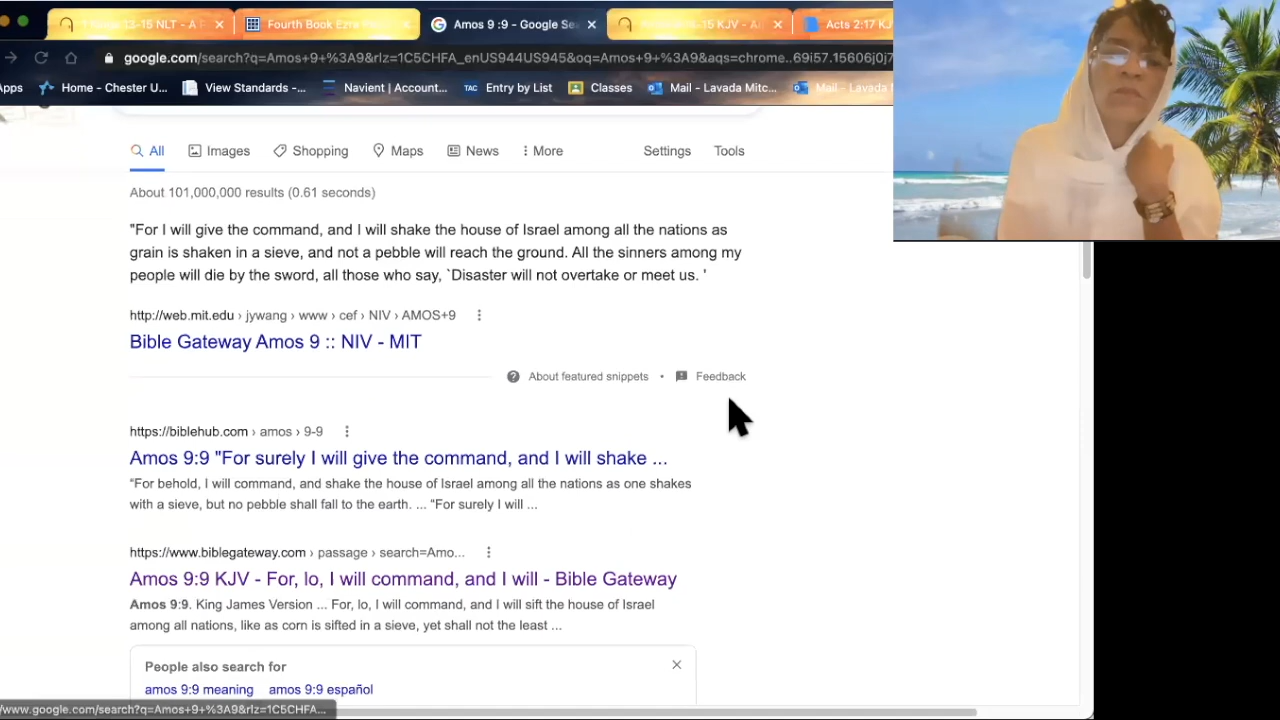 13-15 NLT - A
Fourth Book Ezra
Amos 9 :9 - Google Se
15 KJV - A
Acts 2:17 KJ
google.com/search?q=Amos+9+%3A9&rlz=1C5CHFA_enUS944US945&oq=Amos+9+%3A9&aqs=chrome..69i57.15606j0j7
pps
Home - Chester U...
View Standards -...
Navient | Account...
TAC Entry by List
Classes
Mail - Lavada Mitc...
Mail - Lavada
All
Images
Shopping
Maps
News
More
Settings
Tools
About 101,000,000 results (0.61 seconds)
"For I will give the command, and I will shake the house of Israel among all the nations as
grain is shaken in a sieve, and not a pebble will reach the ground. All the sinners among my
people will die by the sword, all those who say, `Disaster will not overtake or meet us. '
http://web.mit.edu › jywang › www › cef › NIV › AMOS+9
Bible Gateway Amos 9 :: NIV - MIT
About featured snippets • Feedback
https://biblehub.com › amos › 9-9
Amos 9:9 "For surely I will give the command, and I will shake ...
"For behold, I will command, and shake the house of Israel among all the nations as one shakes
with a sieve, but no pebble shall fall to the earth. ... "For surely I will ...
https://www.biblegateway.com › passage › search=Amo...
Amos 9:9 KJV - For, lo, I will command, and I will - Bible Gateway
Amos 9:9. King James Version ... For, lo, I will command, and I will sift the house of Israel
among all nations, like as corn is sifted in a sieve, yet shall not the least ...
People also search for
amos 9:9 meaning
amos 9:9 español
/www.google.com/search?q=Amos+9+%3A9&rlz=1C5CHFA...